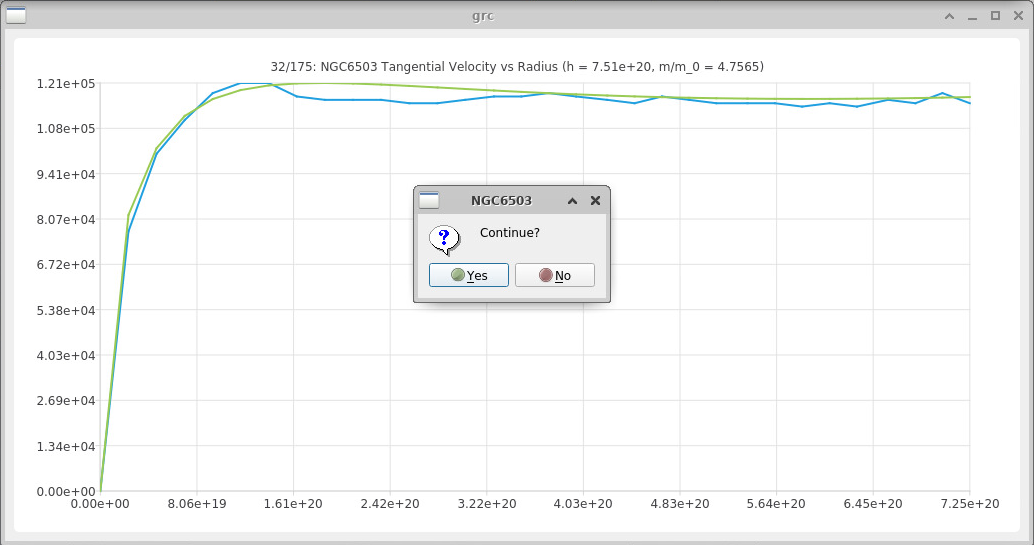 grc
32/175: NGC6503 Tangential Velocity vs Radius (h = 7.51e+20, m/m_0 = 4.7565)
1.21e+05
1.08e+05
9.41e+04
8.07e+04
6.72e+04
5.38e+04
4.03e+04
2.69e+04
1.34e+04
0.00e+00
NGC6503
?
Continue?
Yes No
0.00e+00 8.06e+19 1.61e+20 2.42e+20 3.22e+20 4.03e+20 4.83e+20 5.64e+20 6.45e+20 7.25e+20